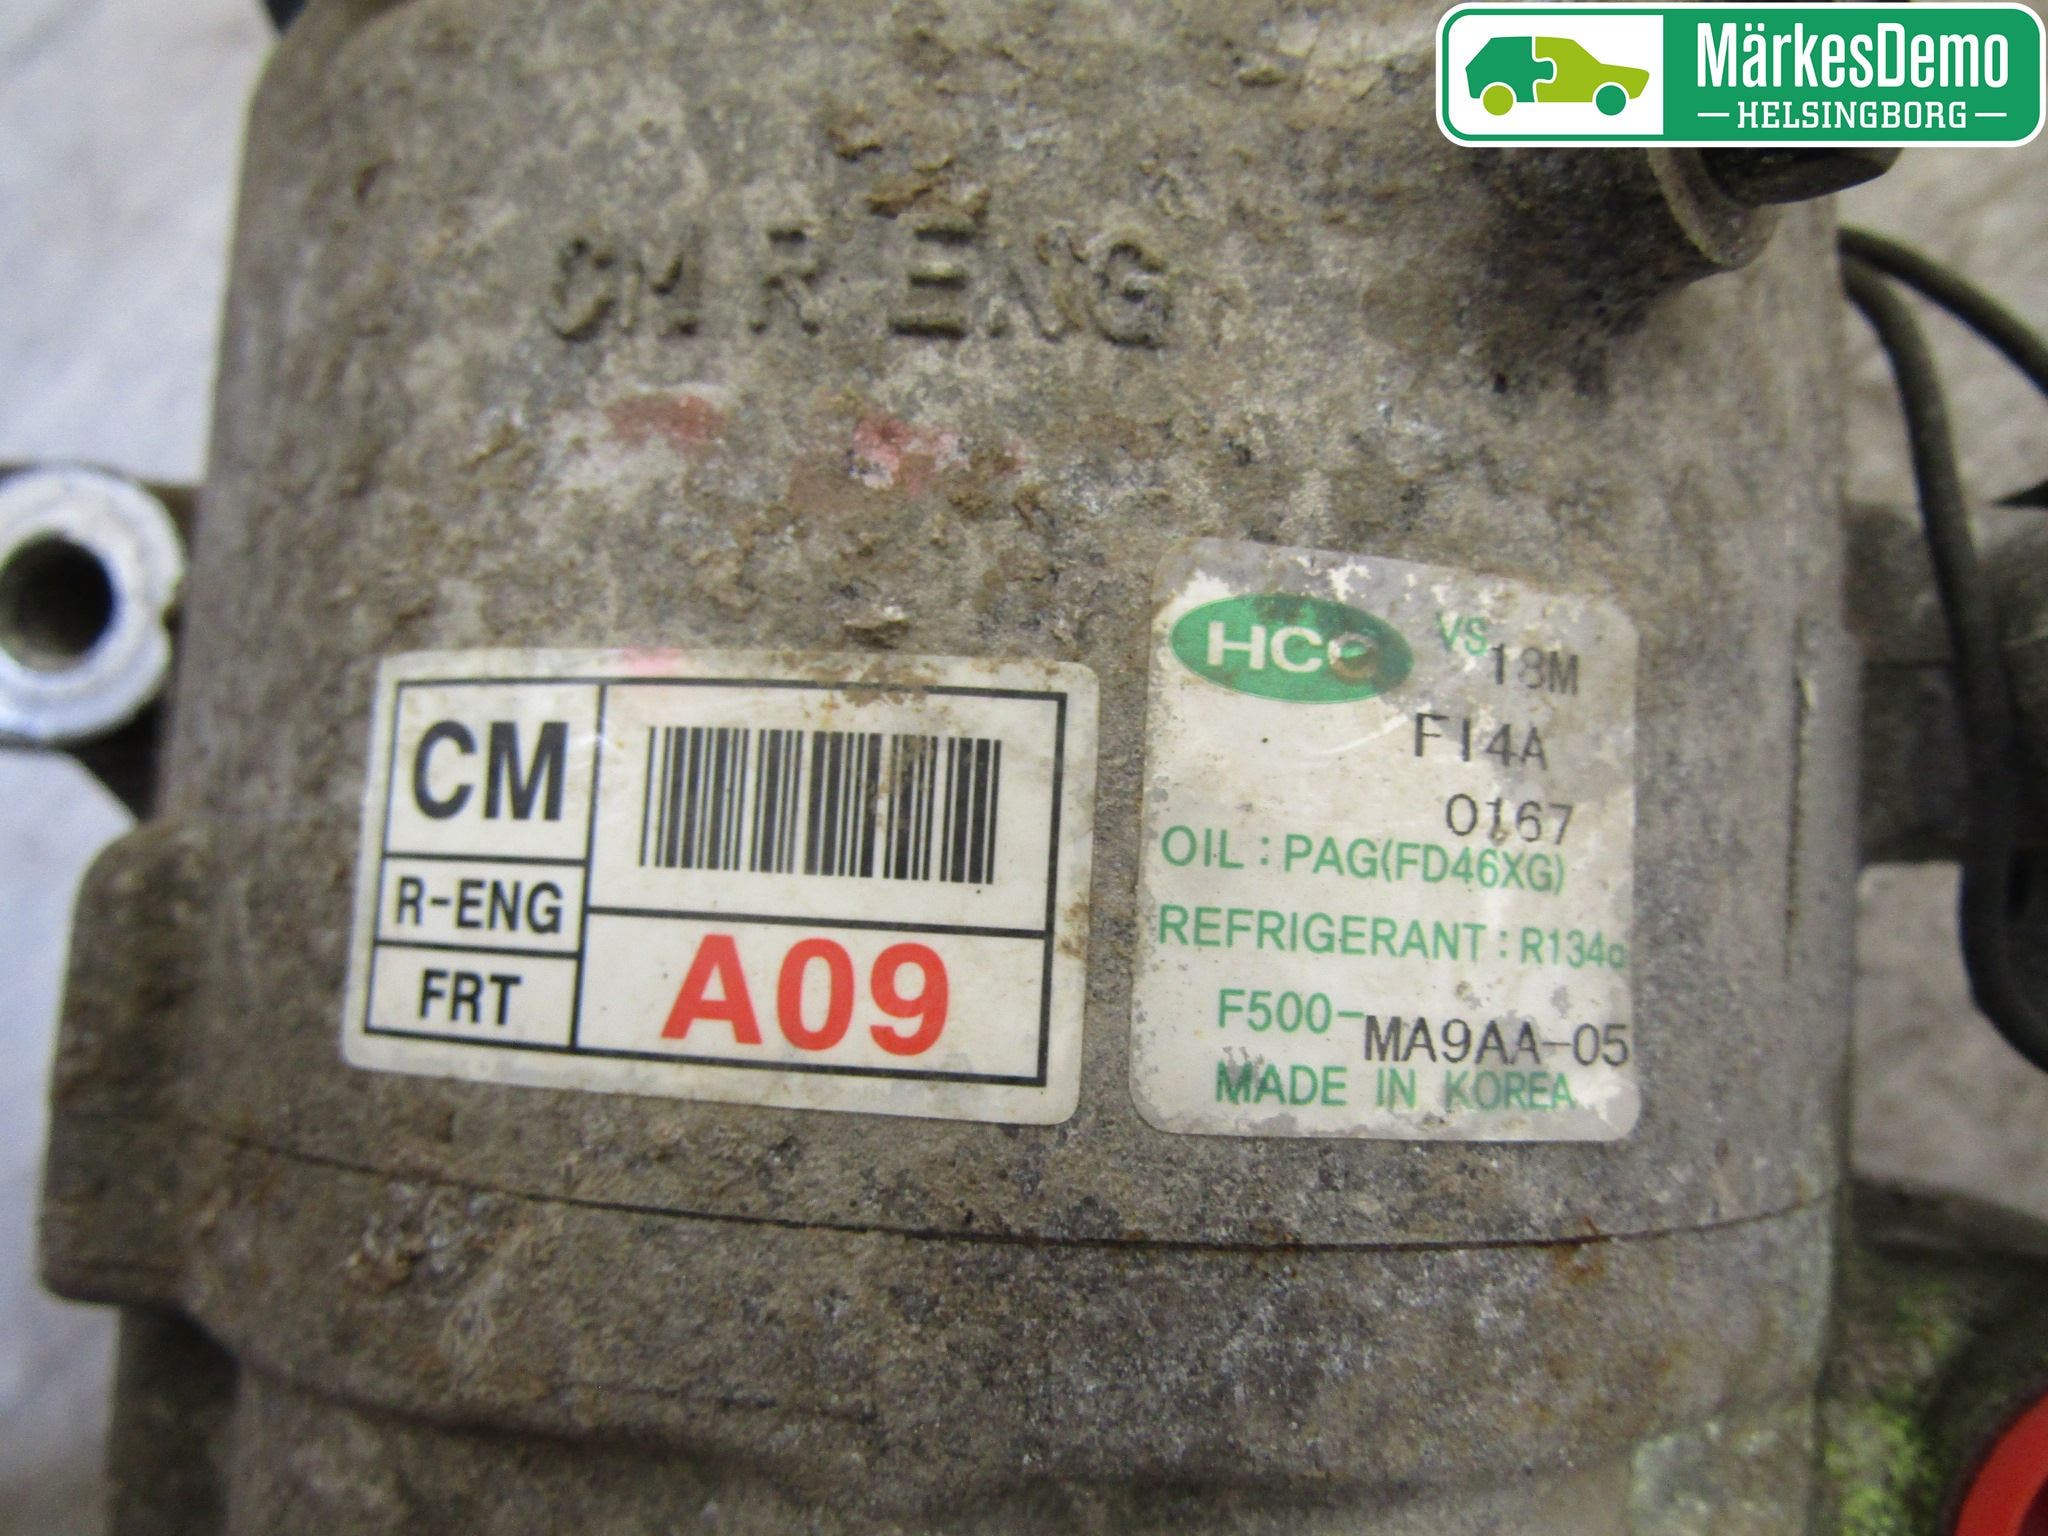 MärkesDemo
HELSINGBORG
CM R ENG
CM
R-ENG
FRT
A09
HCC VS 18M
F14A
0167
OIL : PAG(FD46XG)
REFRIGERANT : R134a
F500-MA9AA-05
MADE IN KOREA